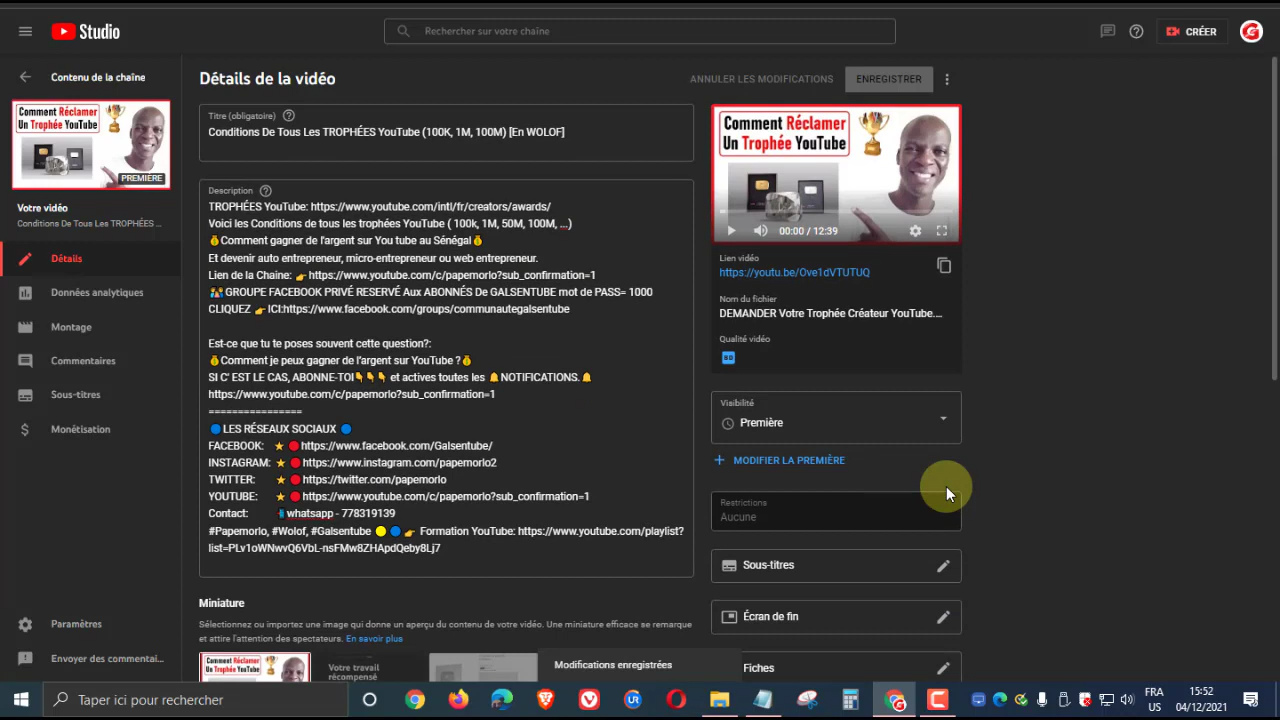 Studio
Rechercher sur votre chaîne
CRÉER
Contenu de la chaîne
Détails de la vidéo
ANNULER LES MODIFICATIONS
ENREGISTRER
Comment Réclamer
Un Trophée YouTube
PREMIÈRE
Votre vidéo
Conditions De Tous Les TROPHÉES ...
Détails
Données analytiques
Montage
Commentaires
Sous-titres
Monétisation
Paramètres
Envoyer des commentai...
Titre (obligatoire)
Conditions De Tous Les TROPHÉES YouTube (100K, 1M, 100M) [En WOLOF]
Description
TROPHÉES YouTube: https://www.youtube.com/intl/fr/creators/awards/
Voici les Conditions de tous les trophées YouTube ( 100k, 1M, 50M, 100M, ...)
💰Comment gagner de l'argent sur You tube au Sénégal💰
Et devenir auto entrepreneur, micro-entrepreneur ou web entrepreneur.
Lien de la Chaine: 👉 https://www.youtube.com/c/papemorlo?sub_confirmation=1
👨‍👩‍👧‍👦GROUPE FACEBOOK PRIVÉ RESERVÉ Aux ABONNÉS De GALSENTUBE mot de PASS= 1000
CLIQUEZ 👉ICI:https://www.facebook.com/groups/communautegalsentube
Est-ce que tu te poses souvent cette question?:
💰Comment je peux gagner de l'argent sur YouTube ?💰
SI C' EST LE CAS, ABONNE-TOI👇👇👇 et actives toutes les 🔔NOTIFICATIONS.🔔
https://www.youtube.com/c/papemorlo?sub_confirmation=1
================
🔵LES RÉSEAUX SOCIAUX 🔵
FACEBOOK: ⭐🔴https://www.facebook.com/Galsentube/
INSTAGRAM: ⭐🔴https://www.instagram.com/papemorlo2
TWITTER: ⭐🔴https://twitter.com/papemorlo
YOUTUBE: ⭐🔴https://www.youtube.com/c/papemorlo?sub_confirmation=1
Contact: 📲whatsapp - 778319139
#Papemorlo, #Wolof, #Galsentube 🟡🔵👉 Formation YouTube: https://www.youtube.com/playlist?
list=PLv1oWNwvQ6VbL-nsFMw8ZHApdQeby8Lj7
Miniature
Sélectionnez ou importez une image qui donne un aperçu du contenu de votre vidéo. Une miniature efficace se remarque
et attire l'attention des spectateurs. En savoir plus
Comment Réclamer
Un Trophée YouTube
Votre travail
récompensé
Modifications enregistrées
Comment Réclamer
Un Trophée YouTube
00:00 / 12:39
Lien vidéo
https://youtu.be/Ove1dVTUTUQ
Nom du fichier
DEMANDER Votre Trophée Créateur YouTube....
Qualité vidéo
Visibilité
Première
MODIFIER LA PREMIÈRE
Restrictions
Aucune
Sous-titres
Écran de fin
Fiches
Taper ici pour rechercher
UR
FRA
US
15:52
04/12/2021